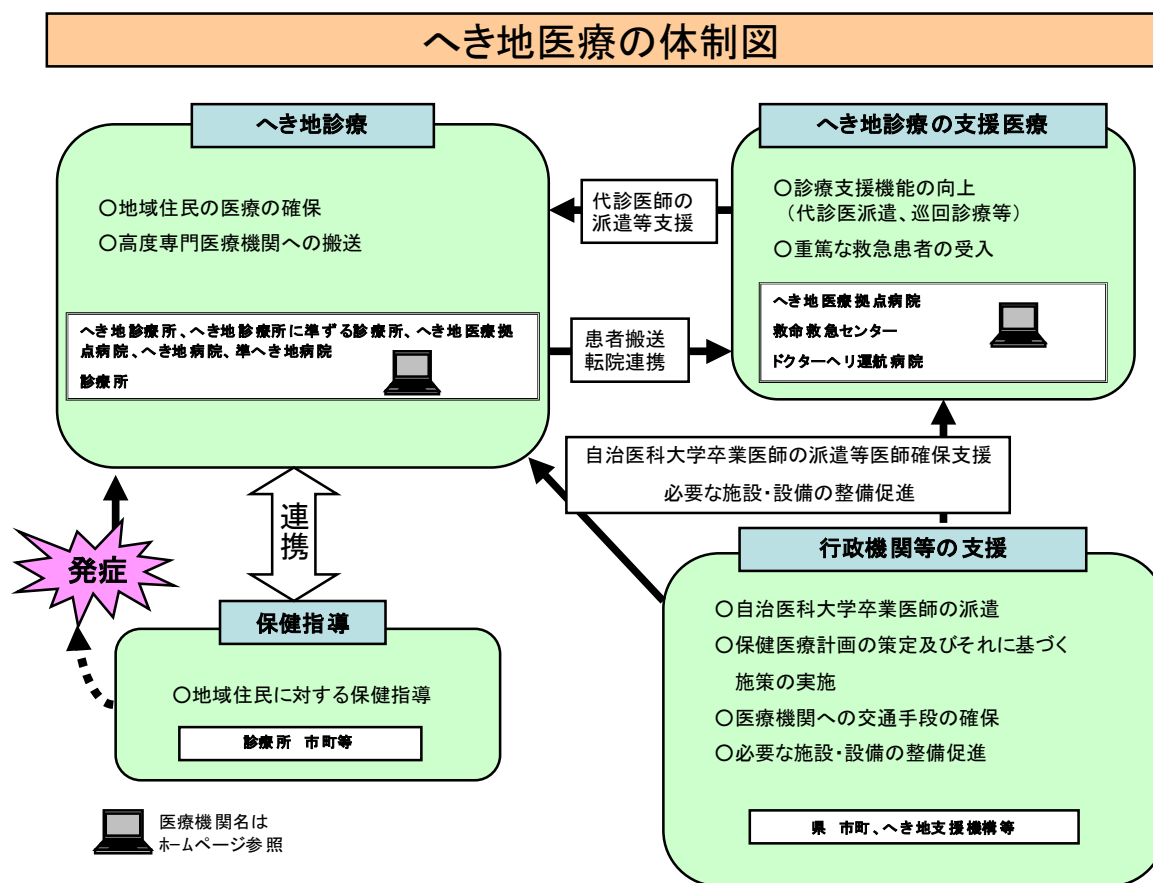 へき地医療の体制図
へき地診療
〇地域住民の医療の確保
〇高度専門医療機関への搬送
へき地診療所、へき地診療所に準ずる診療所、へき地医療拠
点病院、へき地病院、準へき地病院
診療所
代診医師の
派遣等支援
患者搬送
転院連携
へき地診療の支援医療
〇診療支援機能の向上
（代診医派遣、巡回診療等）
〇重篤な救急患者の受入
へき地医療拠点病院
救命救急センター
ドクターヘリ運航病院
自治医科大学卒業医師の派遣等医師確保支援
必要な施設・設備の整備促進
連携
発症
保健指導
〇地域住民に対する保健指導
診療所 市町等
行政機関等の支援
〇自治医科大学卒業医師の派遣
〇保健医療計画の策定及びそれに基づく
施策の実施
〇医療機関への交通手段の確保
〇必要な施設・設備の整備促進
県 市町、へき地支援機構等
医療機関名は
ホームページ参照